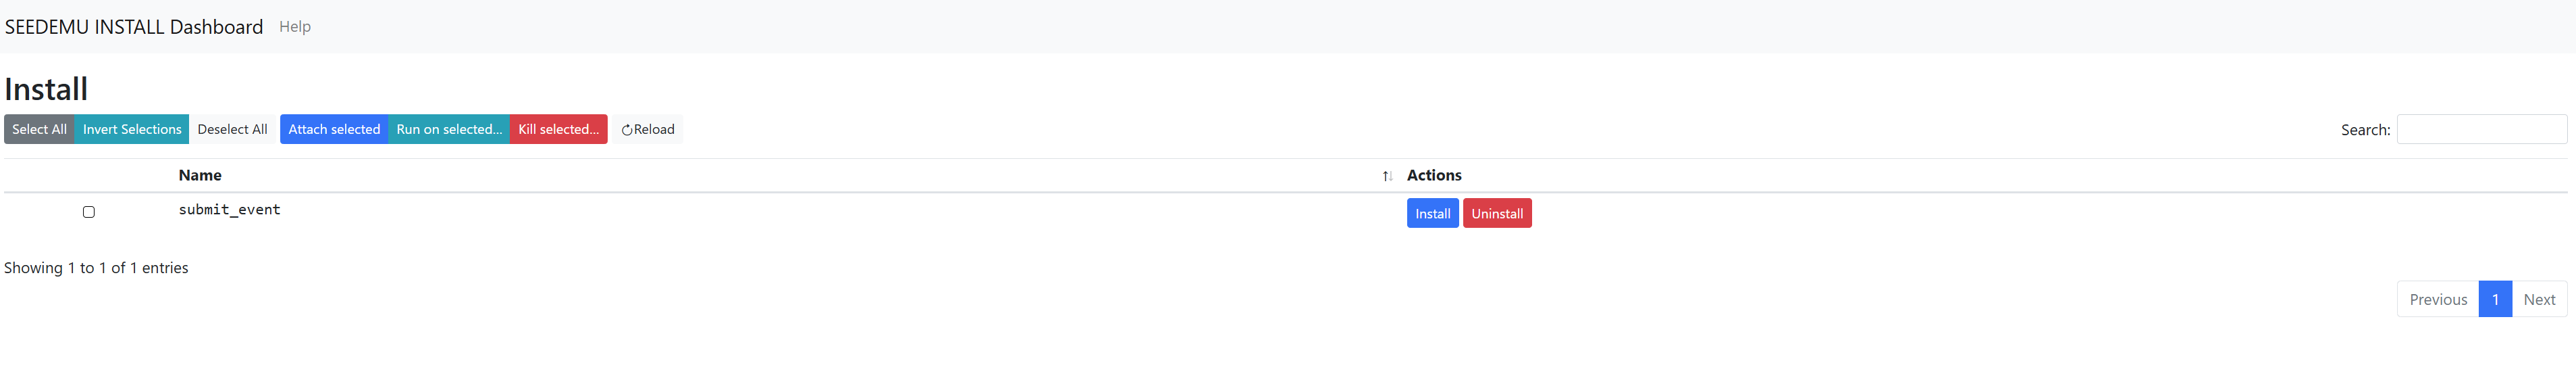 SEEDEMU INSTALL Dashboard Help
Install
Select All Invert Selections Deselect All Attach selected Run on selected... Kill selected... Reload Search:
Name Actions
submit_event Install Uninstall
Showing 1 to 1 of 1 entries
Previous 1 Next